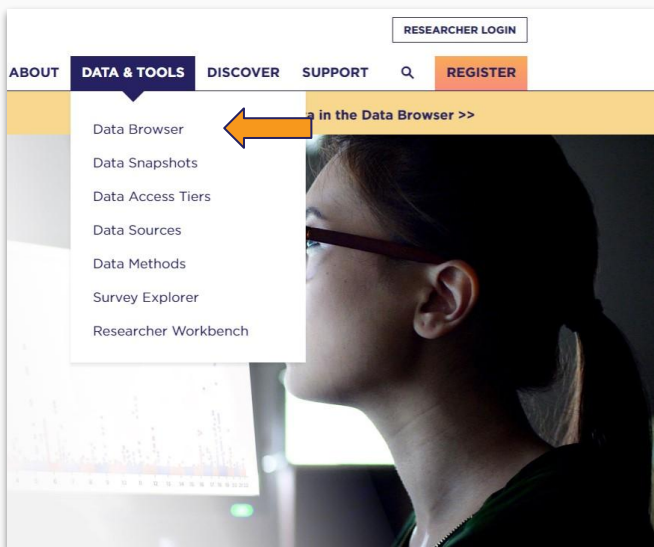 RESEARCHER LOGIN
ABOUT DATA & TOOLS DISCOVER SUPPORT REGISTER
a in the Data Browser >>
Data Browser
Data Snapshots
Data Access Tiers
Data Sources
Data Methods
Survey Explorer
Researcher Workbench